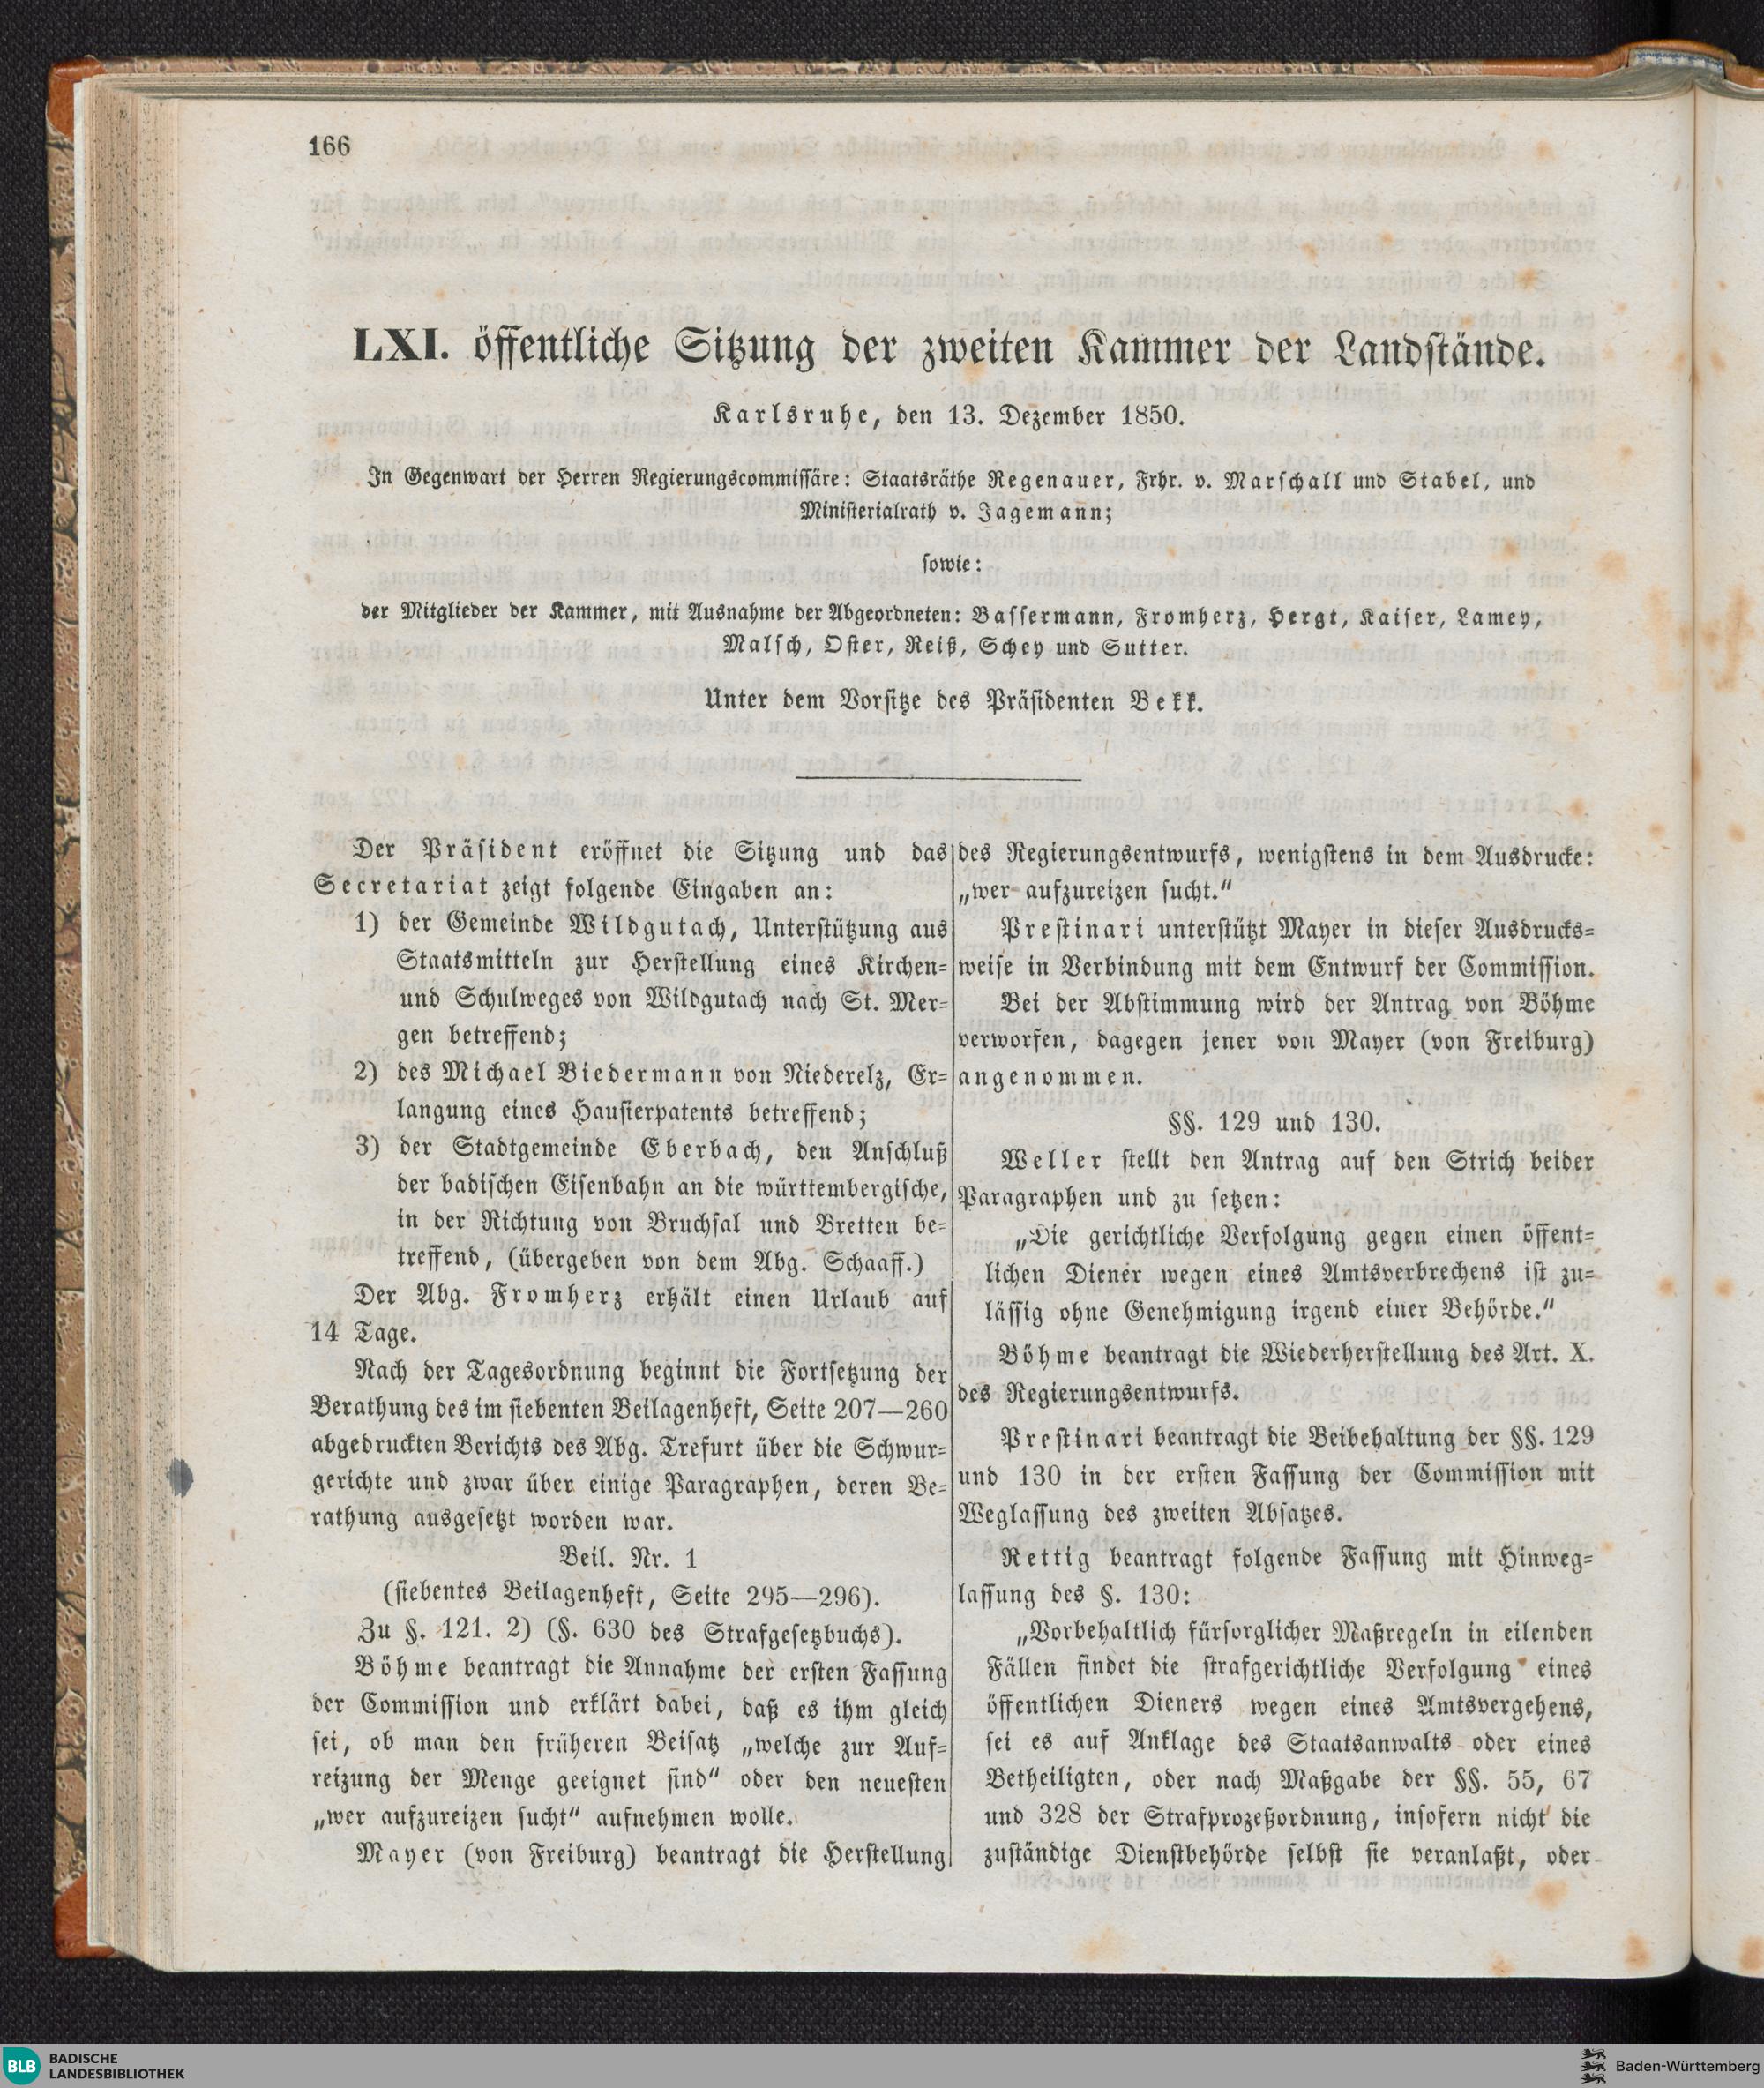 166
LXI. öffentliche Sitzung der zweiten Kammer der Landstände.
Karlsruhe, den 13. Dezember 1850.
In Gegenwart der Herren Regierungscommissäre: Staatsräthe Regenauer, Frhr. v. Marschall und Stabel, und
Ministerialrath v. Jagemann;
sowie:
der Mitglieder der Kammer, mit Ausnahme der Abgeordneten: Bassermann, Fromherz, Hergt, Kaiser, Lamey,
Malsch, Oster, Reiß, Schey und Sutter.
Unter dem Vorsitze des Präsidenten Bekk.
Der Präsident eröffnet die Sitzung und das
Secretariat zeigt folgende Eingaben an:
1) der Gemeinde Wildgutach, Unterstützung aus
Staatsmitteln zur Herstellung eines Kirchen-
und Schulweges von Wildgutach nach St. Mer-
gen betreffend;
2) des Michael Biedermann von Niederelz, Er-
langung eines Hausierpatents betreffend;
3) der Stadtgemeinde Eberbach, den Anschluß
der badischen Eisenbahn an die württembergische,
in der Richtung von Bruchsal und Bretten be-
treffend, (übergeben von dem Abg. Schaaff.)
Der Abg. Fromherz erhält einen Urlaub auf
14 Tage.
Nach der Tagesordnung beginnt die Fortsetzung der
Berathung des im siebenten Beilagenheft, Seite 207—260
abgedruckten Berichts des Abg. Trefurt über die Schwur-
gerichte und zwar über einige Paragraphen, deren Be-
rathung ausgesetzt worden war.
Beil. Nr. 1
(siebentes Beilagenheft, Seite 295—296).
Zu §. 121. 2) (§. 630 des Strafgesetzbuchs).
Böhme beantragt die Annahme der ersten Fassung
der Commission und erklärt dabei, daß es ihm gleich
sei, ob man den früheren Beisatz „welche zur Auf-
reizung der Menge geeignet sind“ oder den neuesten
„wer aufzureizen sucht“ aufnehmen wolle.
Mayer (von Freiburg) beantragt die Herstellung
des Regierungsentwurfs, wenigstens in dem Ausdrucke:
„wer aufzureizen sucht.“
Prestinari unterstützt Mayer in dieser Ausdrucks-
weise in Verbindung mit dem Entwurf der Commission.
Bei der Abstimmung wird der Antrag von Böhme
verworfen, dagegen jener von Mayer (von Freiburg)
angenommen.
§§. 129 und 130.
Weller stellt den Antrag auf den Strich beider
Paragraphen und zu setzen:
„Die gerichtliche Verfolgung gegen einen öffent-
lichen Diener wegen eines Amtsverbrechens ist zu-
lässig ohne Genehmigung irgend einer Behörde.“
Böhme beantragt die Wiederherstellung des Art. X.
des Regierungsentwurfs.
Prestinari beantragt die Beibehaltung der §§. 129
und 130 in der ersten Fassung der Commission mit
Weglassung des zweiten Absatzes.
Rettig beantragt folgende Fassung mit Hinweg-
lassung des §. 130:
„Vorbehaltlich fürsorglicher Maßregeln in eilenden
Fällen findet die strafgerichtliche Verfolgung eines
öffentlichen Dieners wegen eines Amtsvergehens,
sei es auf Anklage des Staatsanwalts oder eines
Betheiligten, oder nach Maßgabe der §§. 55, 67
und 328 der Strafprozeßordnung, insofern nicht die
zuständige Dienstbehörde selbst sie veranlaßt, oder
BLB BADISCHE
LANDESBIBLIOTHEK
Baden-Württemberg